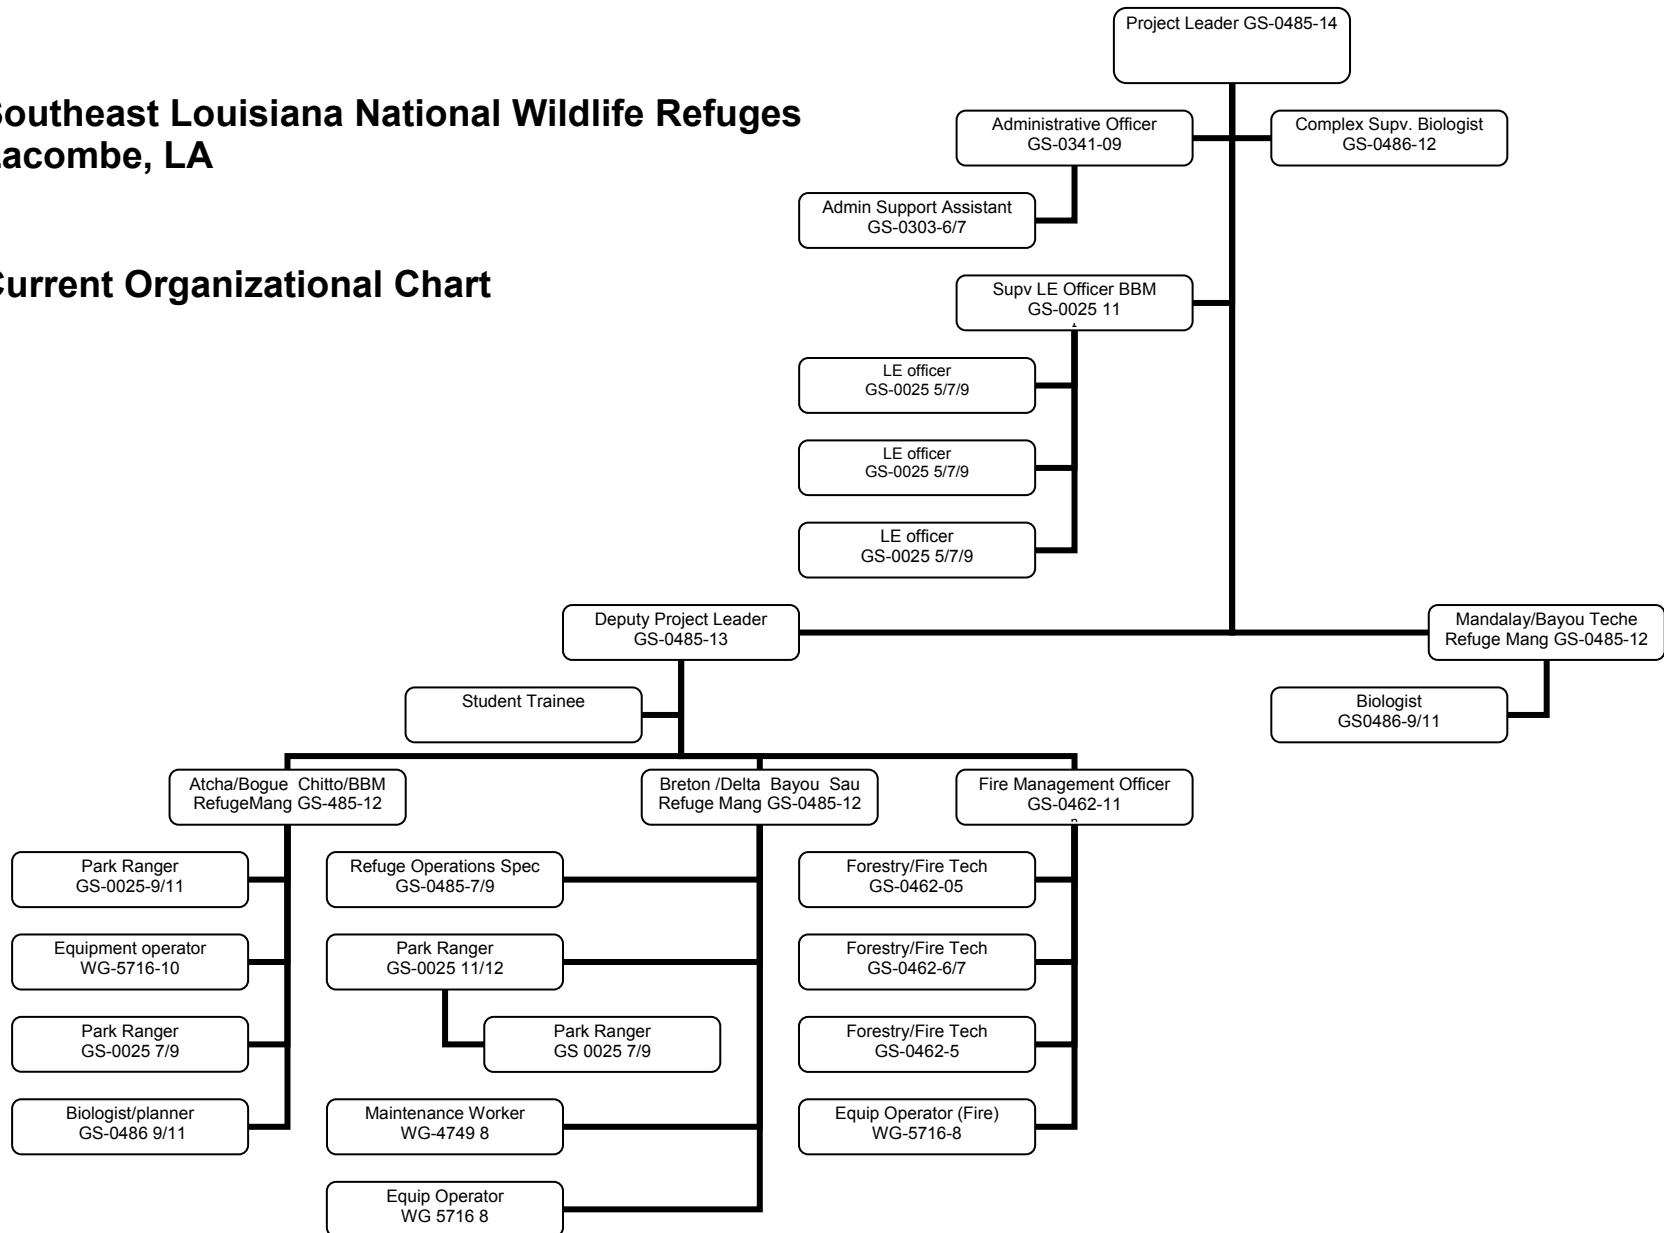 Project Leader GS-0485-14
outheast Louisiana National Wildlife Refuges
acombe, LA
Administrative Officer
GS-0341-09
Complex Supv. Biologist
GS-0486-12
Admin Support Assistant
GS-0303-6/7
urrent Organizational Chart
Supv LE Officer BBM
GS-0025 11
LE officer
GS-0025 5/7/9
LE officer
GS-0025 5/7/9
LE officer
GS-0025 5/7/9
Deputy Project Leader
GS-0485-13
Mandalay/Bayou Teche
Refuge Mang GS-0485-12
Student Trainee
Biologist
GS0486-9/11
Atcha/Bogue Chitto/BBM
RefugeMang GS-485-12
Breton /Delta Bayou Sau
Refuge Mang GS-0485-12
Fire Management Officer
GS-0462-11
Park Ranger
GS-0025-9/11
Refuge Operations Spec
GS-0485-7/9
Forestry/Fire Tech
GS-0462-05
Equipment operator
WG-5716-10
Park Ranger
GS-0025 11/12
Forestry/Fire Tech
GS-0462-6/7
Park Ranger
GS-0025 7/9
Park Ranger
GS 0025 7/9
Forestry/Fire Tech
GS-0462-5
Biologist/planner
GS-0486 9/11
Maintenance Worker
WG-4749 8
Equip Operator (Fire)
WG-5716-8
Equip Operator
WG 5716 8